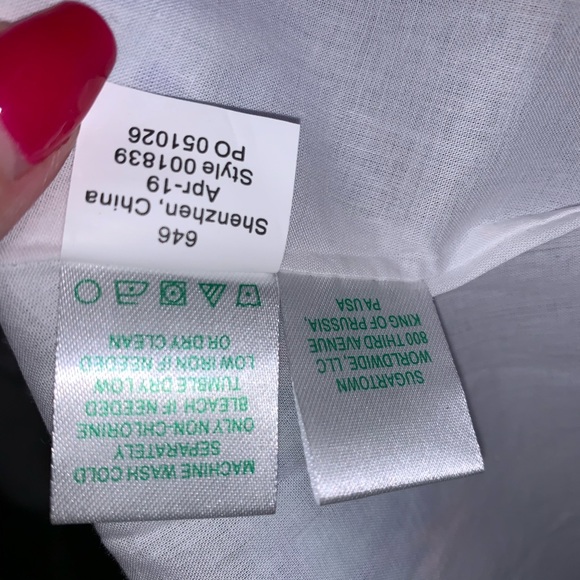 646
Shenzhen, China
Apr-19
Style 001839
PO 051026
MACHINE WASH COLD
SEPARATELY
ONLY NON-CHLORINE
BLEACH IF NEEDED
TUMBLE DRY LOW
LOW IRON IF NEEDED
OR DRY CLEAN
SUGARTOWN
WORLDWIDE, LLC
800 THIRD AVENUE
KING OF PRUSSIA,
PA USA